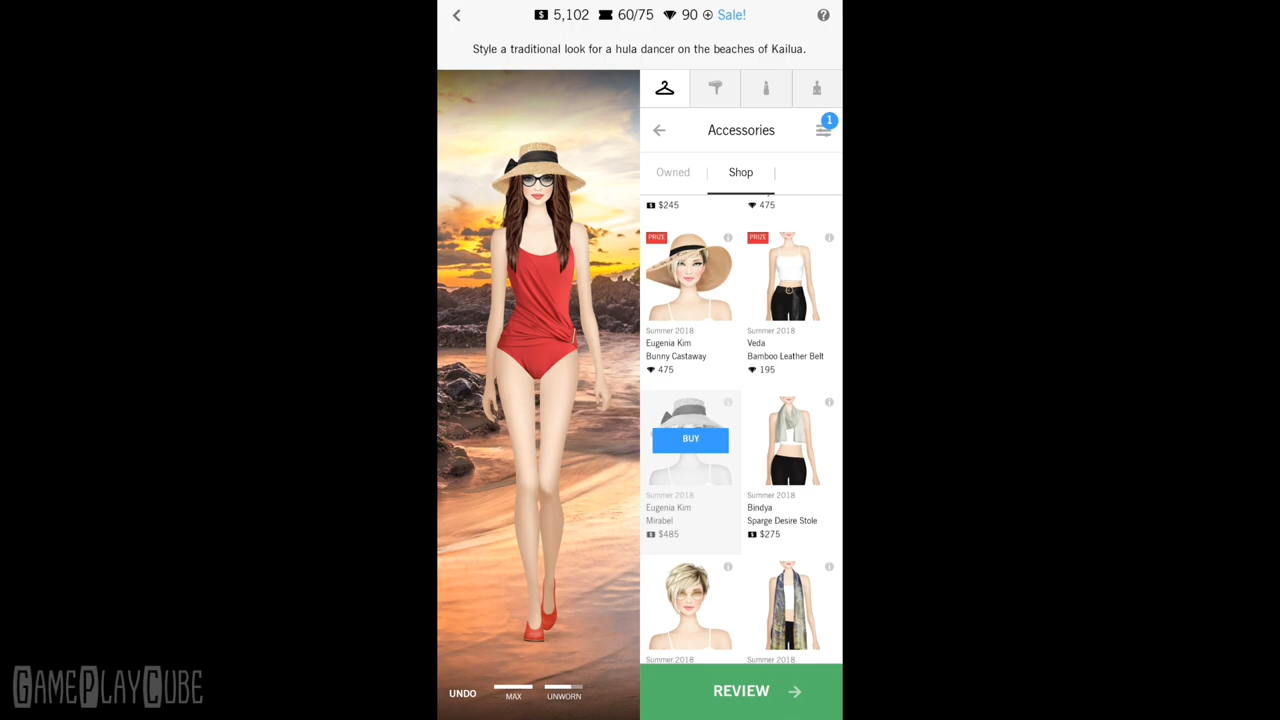 5,102 60/75 90 Sale!
Style a traditional look for a hula dancer on the beaches of Kailua.
Accessories
1
Owned
Shop
$245
475
PRIZE
PRIZE
Summer 2018
Eugenia Kim
Bunny Castaway
475
Summer 2018
Veda
Bamboo Leather Belt
195
BUY
Summer 2018
Eugenia Kim
Mirabel
$485
Summer 2018
Bindya
Sparge Desire Stole
$275
Summer 2018
Summer 2018
UNDO
MAX
UNWORN
REVIEW
GAMEPLAYCUBE